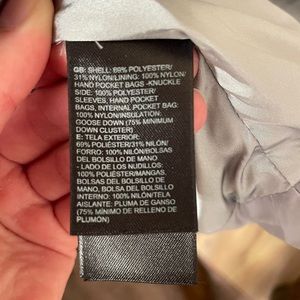 GB: SHELL: 69% POLYESTER/
31% NYLON/LINING: 100% NYLON/
HAND POCKET BAGS -KNUCKLE
SIDE: 100% POLYESTER/
SLEEVES, HAND POCKET
BAGS, INTERNAL POCKET BAG:
100% NYLON/INSULATION:
GOOSE DOWN (75% MINIMUM
DOWN CLUSTER)
E: TELA EXTERIOR:
69% POLIÉSTER/31% NILÓN/
FORRO: 100% NILÓN/BOLSAS
DEL BOLSILLO DE MANO
- LADO DE LOS NUDILLOS:
100% POLIÉSTER/MANGAS,
BOLSAS DEL BOLSILLO DE
MANO, BOLSA DEL BOLSILLO
INTERNO: 100% NILÓN/TELA
AISLANTE: PLUMA DE GANSO
(75% MÍNIMO DE RELLENO DE
PLUMÓN)